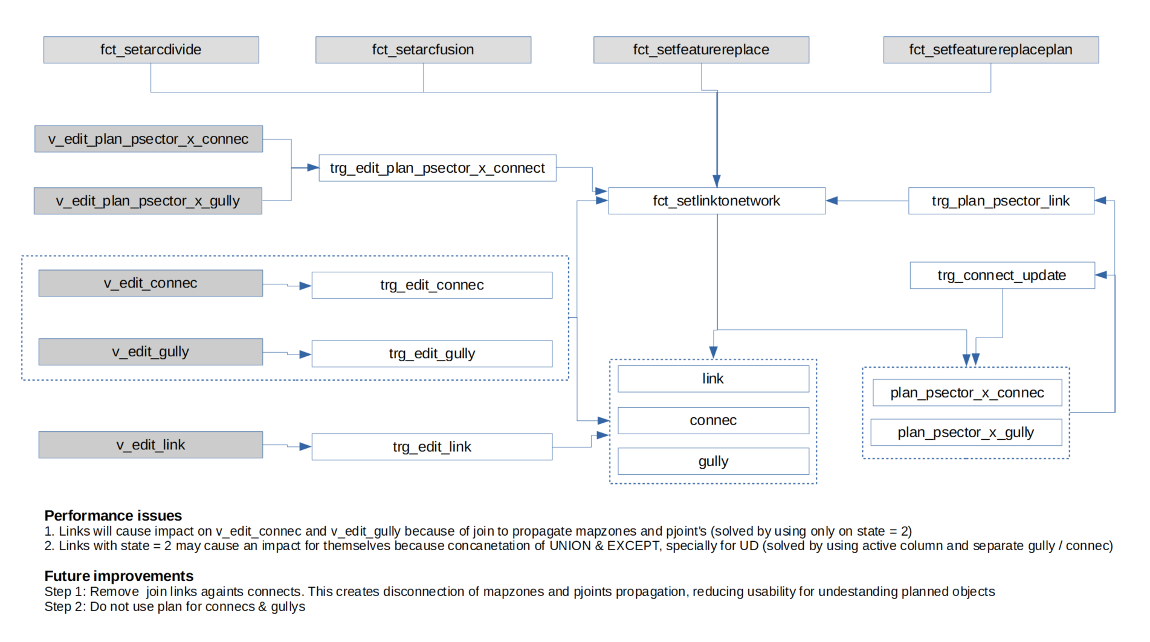 fct_setarcdivide
fct_setarcfusion
fct_setfeaturereplace
fct_setfeaturereplaceplan
v_edit_plan_psector_x_connec
trg_edit_plan_psector_x_connect
v_edit_plan_psector_x_gully
fct_setlinktonetwork
trg_plan_psector_link
trg_connect_update
v_edit_connec
trg_edit_connec
v_edit_gully
trg_edit_gully
link
connec
gully
plan_psector_x_connec
plan_psector_x_gully
v_edit_link
trg_edit_link
Performance issues
1. Links will cause impact on v_edit_connec and v_edit_gully because of join to propagate mapzones and pjoint's (solved by using only on state = 2)
2. Links with state = 2 may cause an impact for themselves because concanetation of UNION & EXCEPT, specially for UD (solved by using active column and separate gully / connec)
Future improvements
Step 1: Remove  join links againts connects. This creates disconnection of mapzones and pjoints propagation, reducing usability for undestanding planned objects
Step 2: Do not use plan for connecs & gullys